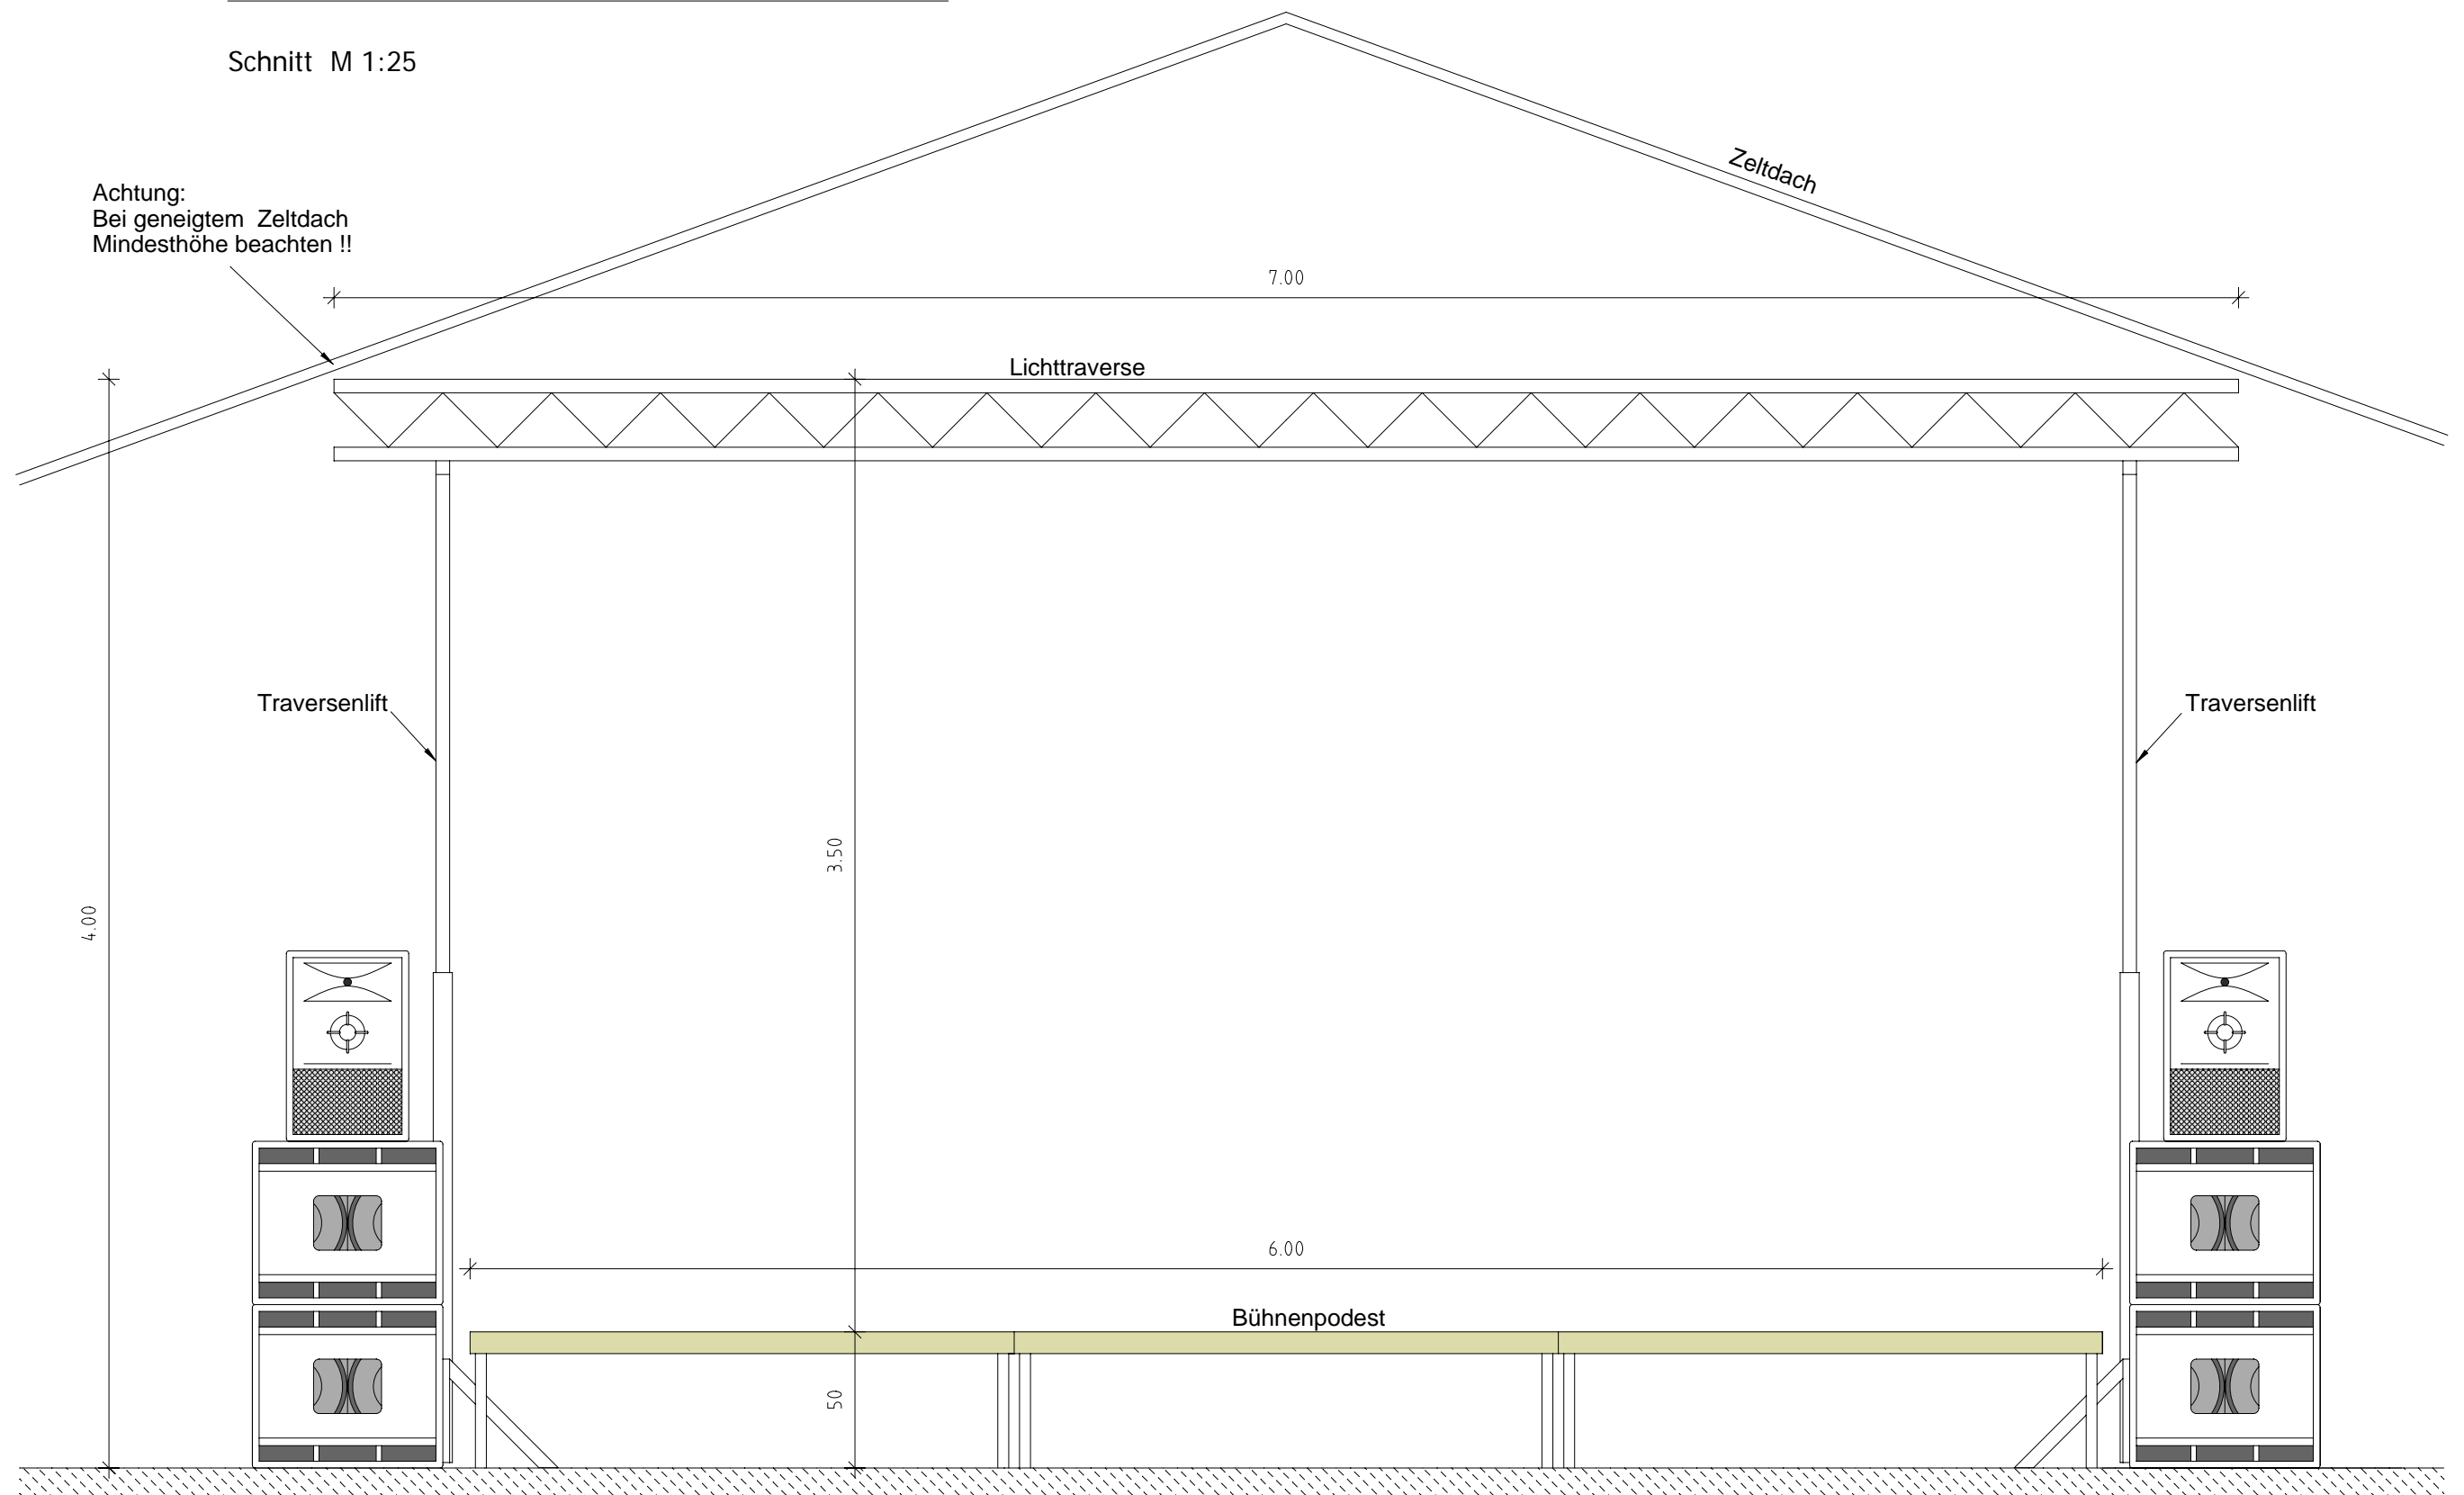 Schnitt  M 1:25
Zeltdach
Achtung:
Bei geneigtem  Zeltdach
Mindesthöhe beachten !!
7.00
Lichttraverse
Traversenlift
Traversenlift
3.50
4.00
6.00
Bühnenpodest
50